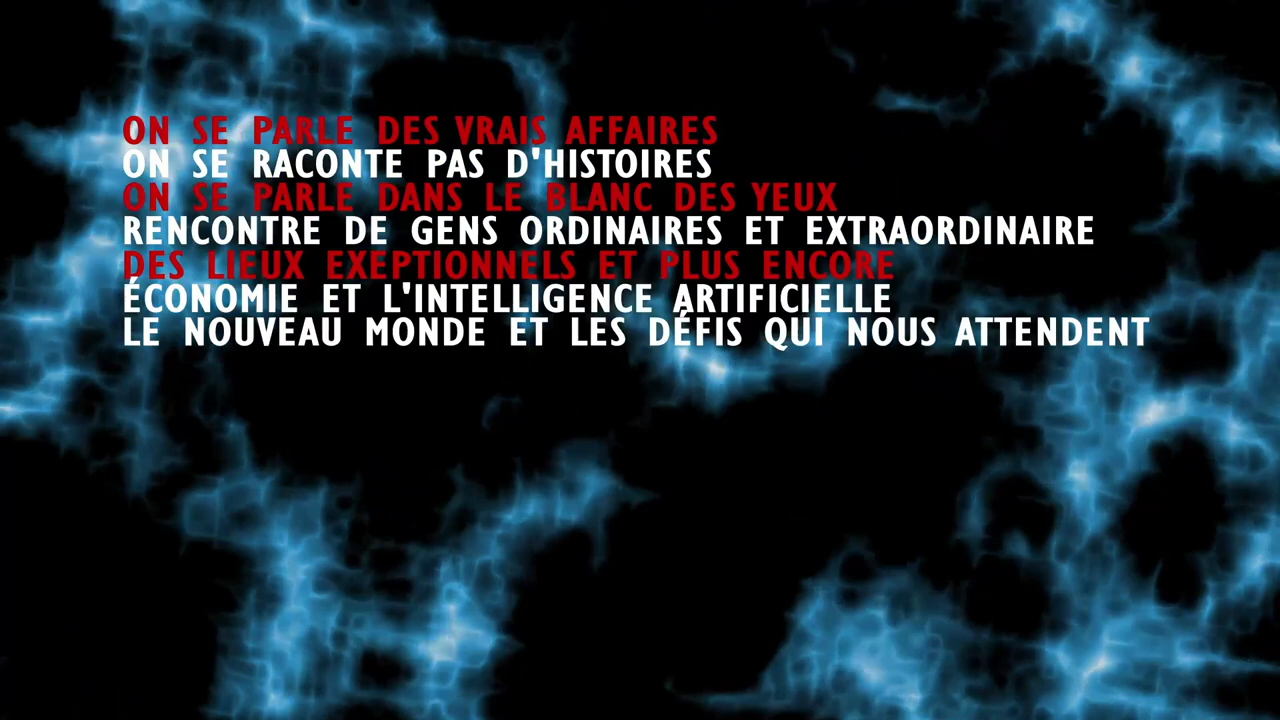 ON SE PARLE DES VRAIS AFFAIRES
ON SE RACONTE PAS D'HISTOIRES
ON SE PARLE DANS LE BLANC DES YEUX
RENCONTRE DE GENS ORDINAIRES ET EXTRAORDINAIRE
DES LIEUX EXEPTIONNELS ET PLUS ENCORE
ÉCONOMIE ET L'INTELLIGENCE ARTIFICIELLE
LE NOUVEAU MONDE ET LES DÉFIS QUI NOUS ATTENDENT